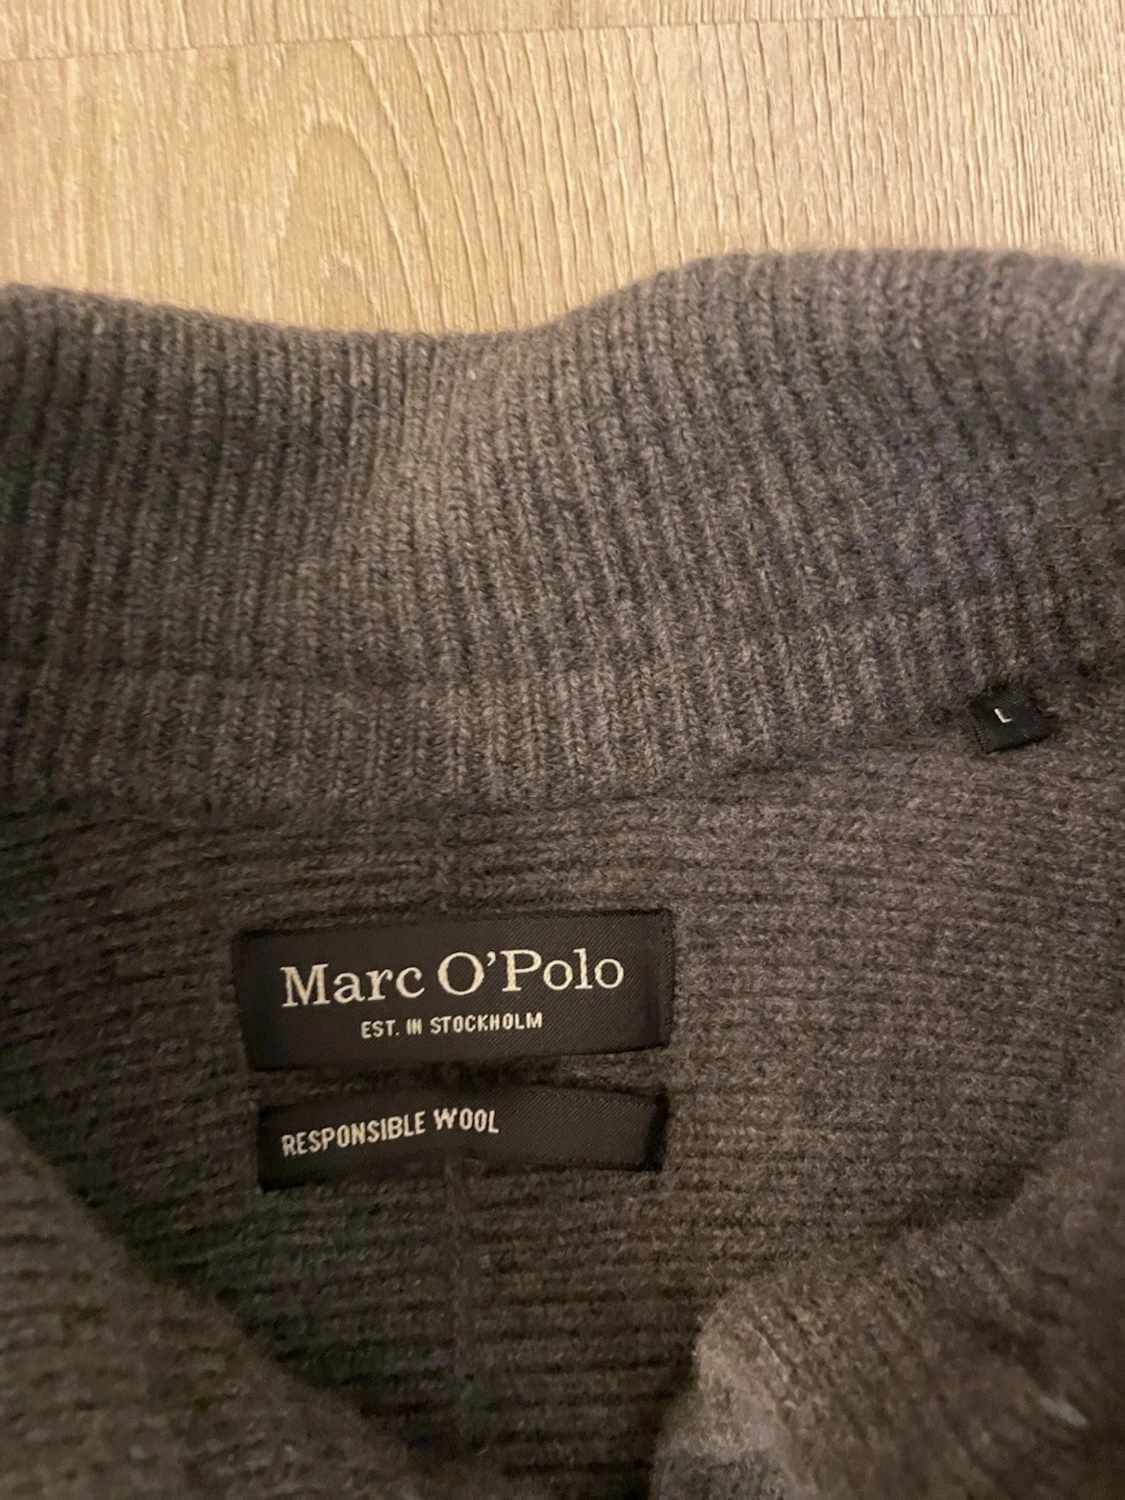 L
Marc O'Polo
EST. IN STOCKHOLM
RESPONSIBLE WOOL